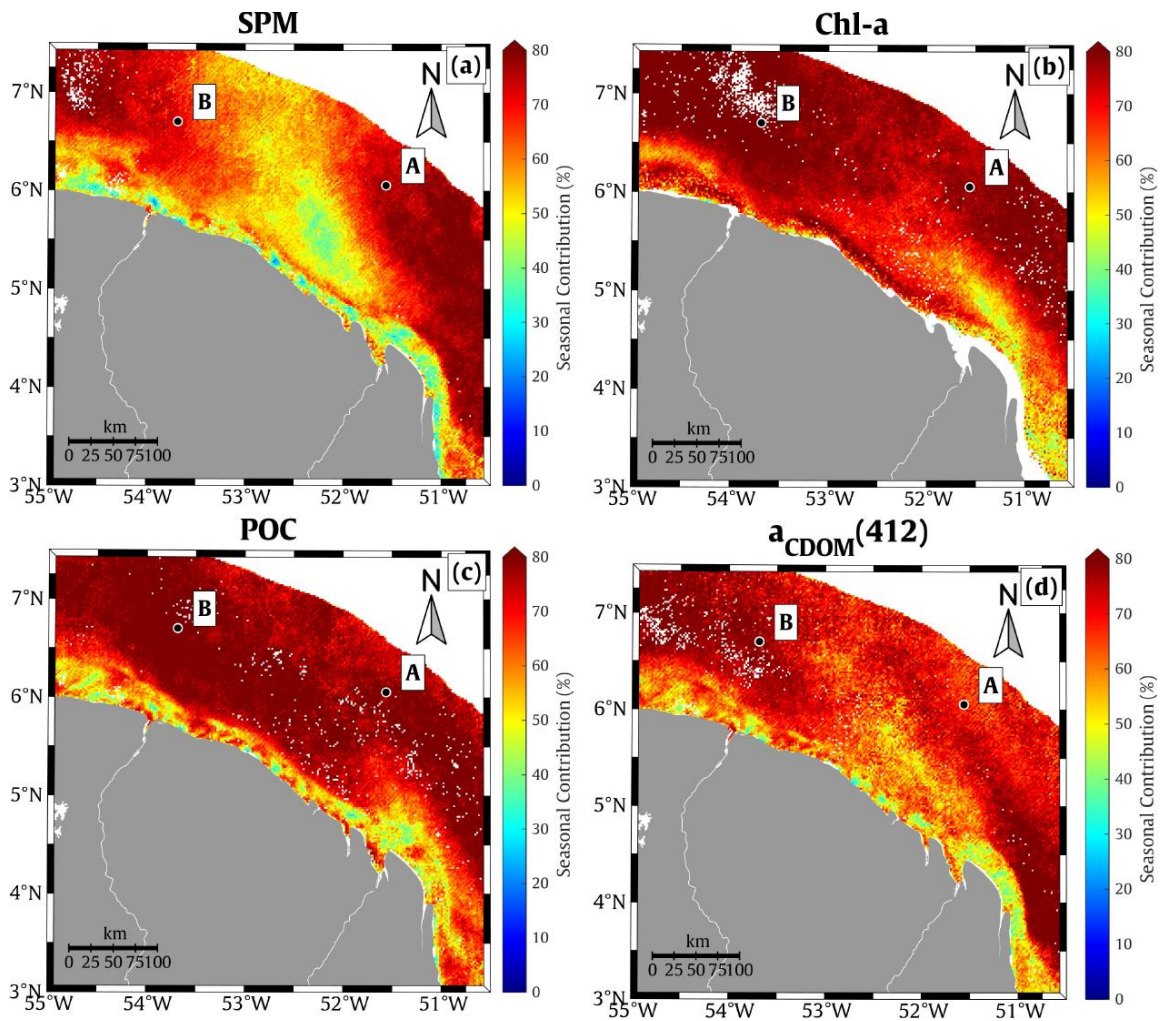 SPM
(a)
N
B
A
7°N
6°N
5°N
4°N
3°N
km
0 25 50 75100
55°W 54°W 53°W 52°W 51°W
80
70
60
50
40
30
20
10
0
Seasonal Contribution (%)
Chl-a
(b)
N
B
A
7°N
6°N
5°N
4°N
3°N
km
0 25 50 75100
55°W 54°W 53°W 52°W 51°W
80
70
60
50
40
30
20
10
0
Seasonal Contribution (%)
POC
(c)
N
B
A
7°N
6°N
5°N
4°N
3°N
km
0 25 50 75100
55°W 54°W 53°W 52°W 51°W
80
70
60
50
40
30
20
10
0
Seasonal Contribution (%)
aCDOM(412)
(d)
N
B
A
7°N
6°N
5°N
4°N
3°N
km
0 25 50 75100
55°W 54°W 53°W 52°W 51°W
80
70
60
50
40
30
20
10
0
Seasonal Contribution (%)